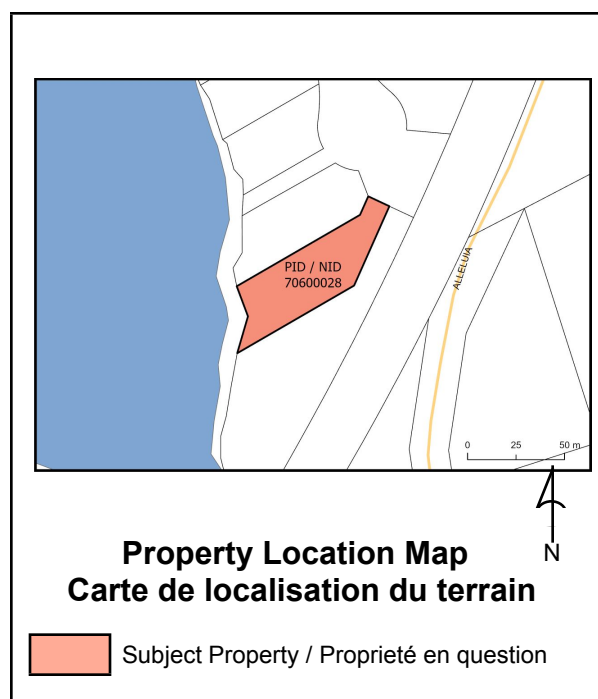 PID / NID
70600028
ALLELUIA
0 25 50 m
N
Property Location Map
Carte de localisation du terrain
Subject Property / Proprieté en question